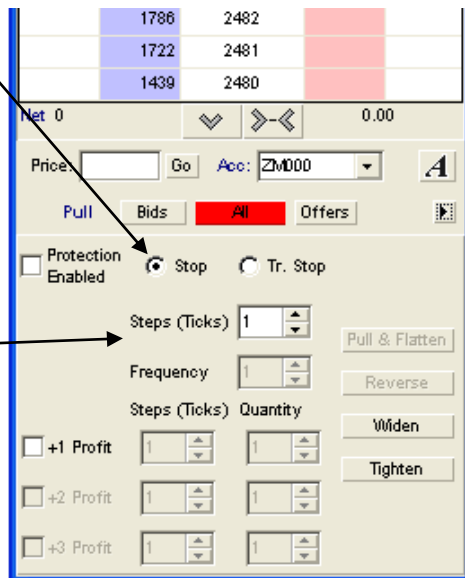 1786 2482
1722 2481
1439 2480
Net 0 0.00
Price: Go Acc: ZM000 A
Pull Bids All Offers
Protection Enabled Stop Tr. Stop
Steps (Ticks) 1
Pull & Flatten
Frequency 1
Reverse
Steps (Ticks) Quantity
Widen
+1 Profit 1 1
Tighten
+2 Profit 1 1
+3 Profit 1 1